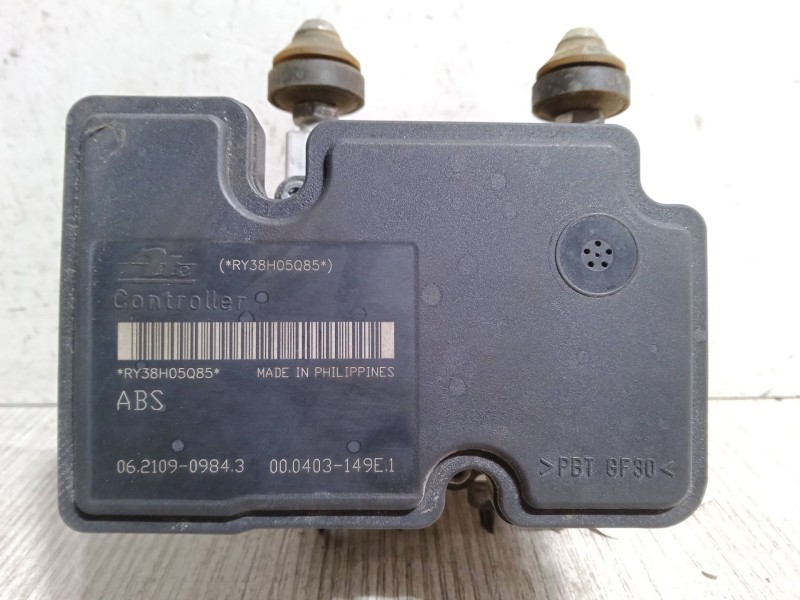 Ate (*RY38H05Q85*)
Controller
*RY38H05Q85* MADE IN PHILIPPINES
ABS
06.2109-0984.3 00.0403-149E.1
>PBT GF30<